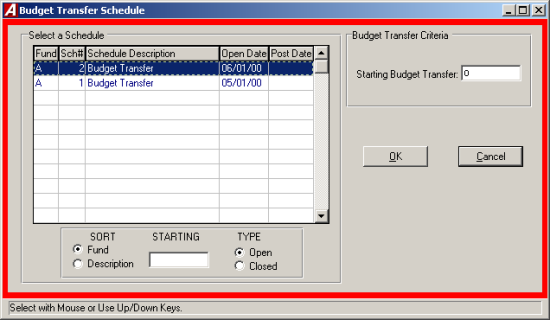 Budget Transfer Schedule
Select a Schedule
Fund Sch# Schedule Description Open Date Post Date
A 2 Budget Transfer 06/01/00
A 1 Budget Transfer 05/01/00
SORT STARTING TYPE
Fund Open
Description Closed
Budget Transfer Criteria
Starting Budget Transfer: 0
OK Cancel
Select with Mouse or Use Up/Down Keys.